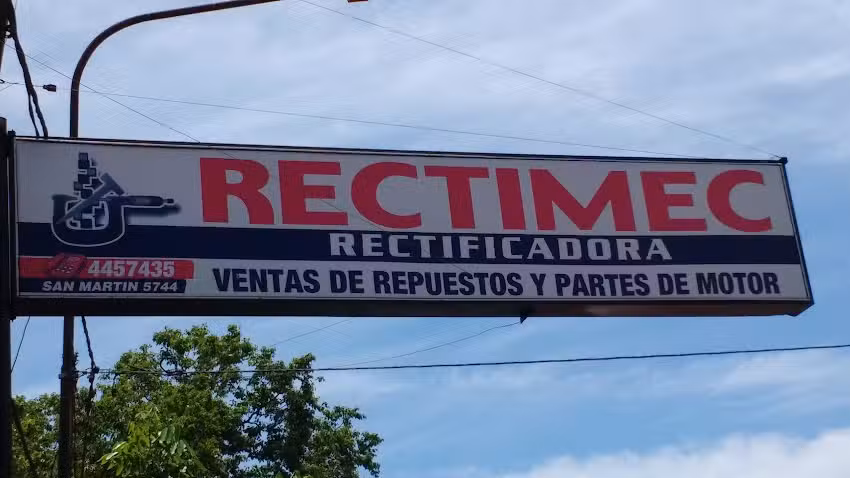 RECTIMEC
RECTIFICADORA
4457435
SAN MARTIN 5744
VENTAS DE REPUESTOS Y PARTES DE MOTOR